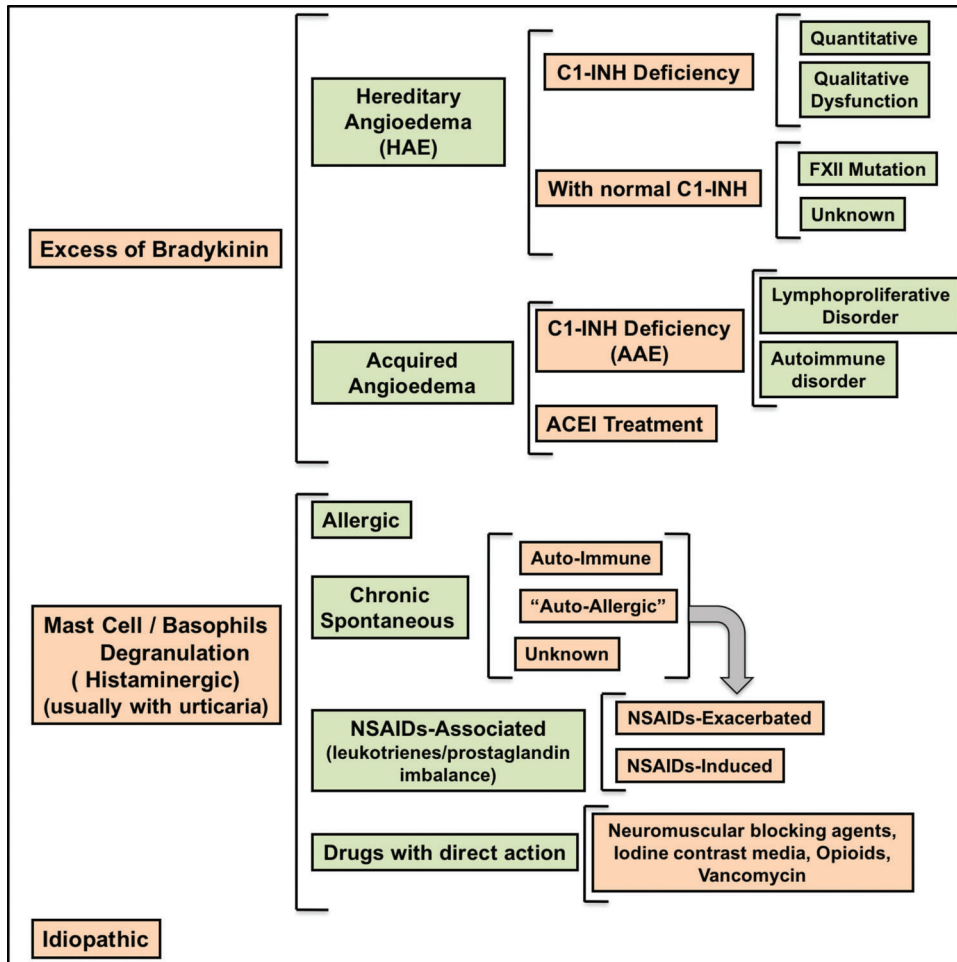 Excess of Bradykinin
Hereditary
Angioedema
(HAE)
C1-INH Deficiency
Quantitative
Qualitative
Dysfunction
With normal C1-INH
FXII Mutation
Unknown
Acquired
Angioedema
C1-INH Deficiency
(AAE)
Lymphoproliferative
Disorder
Autoimmune
disorder
ACEI Treatment
Mast Cell / Basophils
Degranulation
( Histaminergic)
(usually with urticaria)
Allergic
Chronic
Spontaneous
Auto-Immune
“Auto-Allergic”
Unknown
NSAIDs-Associated
(leukotrienes/prostaglandin
imbalance)
NSAIDs-Exacerbated
NSAIDs-Induced
Drugs with direct action
Neuromuscular blocking agents,
Iodine contrast media, Opioids,
Vancomycin
Idiopathic